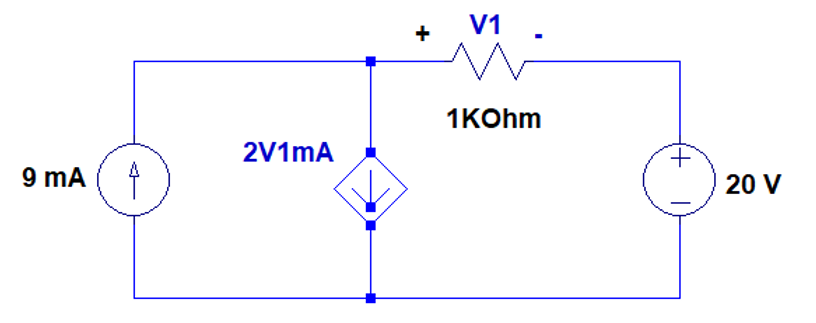 + V1 -
1KOhm
2V1mA
9 mA
20 V